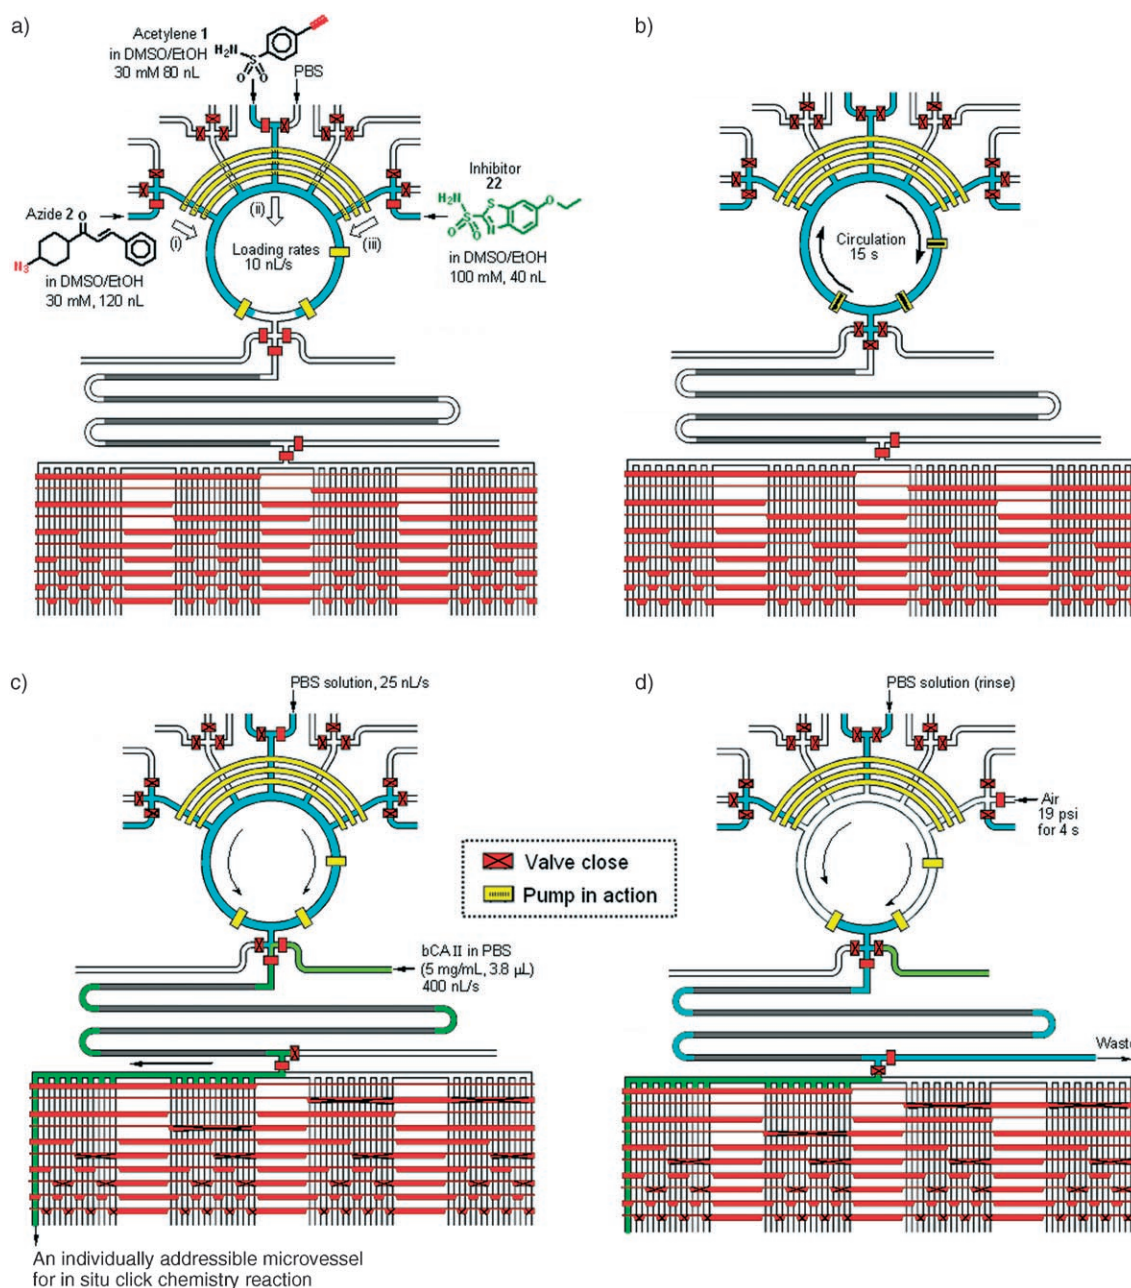 a)
Acetylene 1
in DMSO/EtOH
30 mM 80 nL
H₂N
S
O O
PBS
Azide 2
O
N₃
in DMSO/EtOH
30 mM, 120 nL
(i)
(ii)
(iii)
Loading rates
10 nL/s
Inhibitor
22
H₂N
S
O
S
O
N
O
in DMSO/EtOH
100 mM, 40 nL
b)
Circulation
15 s
c)
PBS solution, 25 nL/s
bCA II in PBS
(5 mg/mL, 3.8 µL)
400 nL/s
An individually addressible microvessel
for in situ click chemistry reaction
Valve close
Pump in action
d)
PBS solution (rinse)
Air
19 psi
for 4 s
Waste